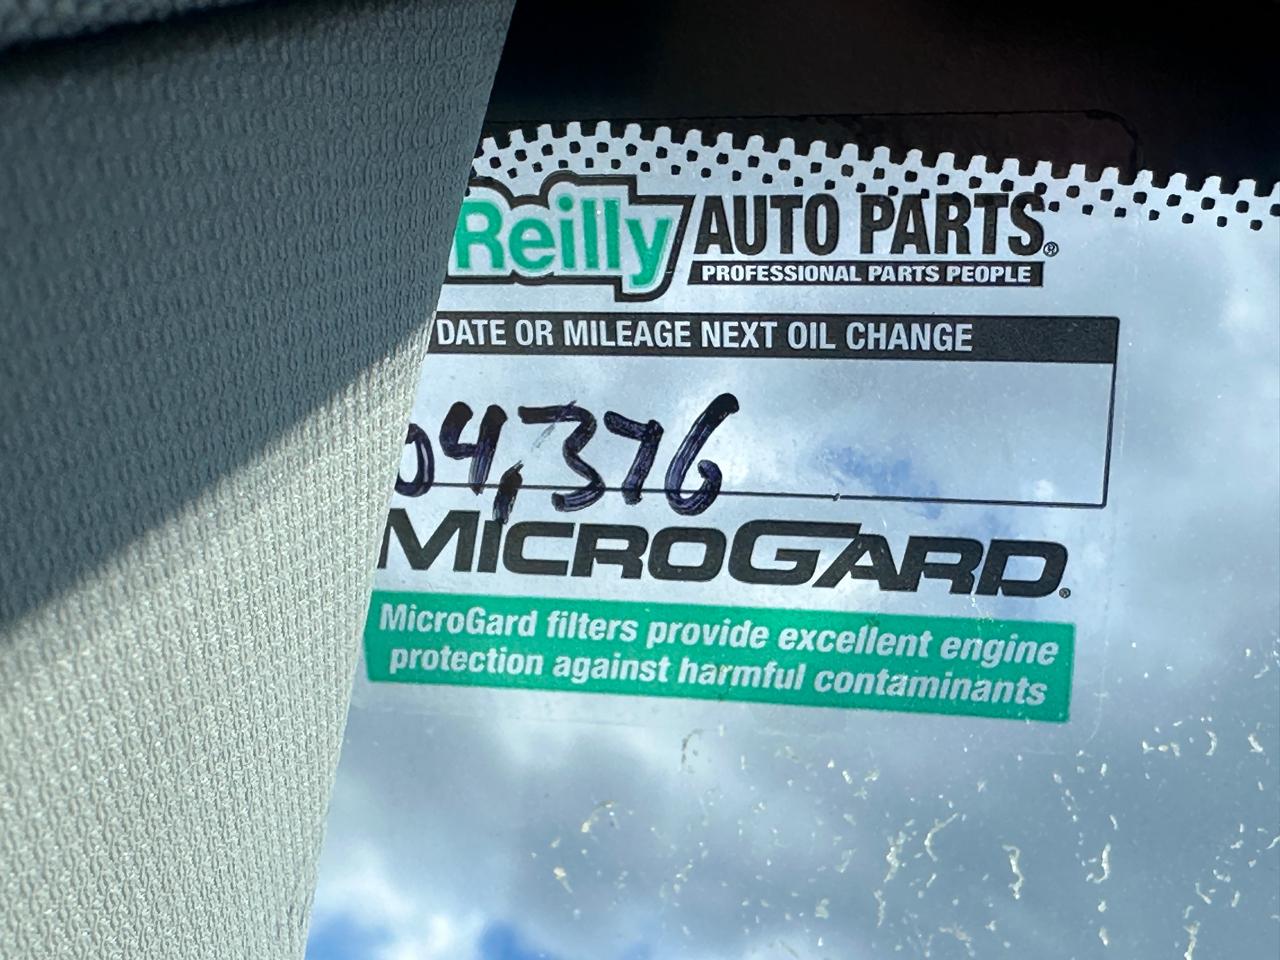 Reilly AUTO PARTS®
PROFESSIONAL PARTS PEOPLE
DATE OR MILEAGE NEXT OIL CHANGE
04,376
MICROGARD®
MicroGard filters provide excellent engine
protection against harmful contaminants